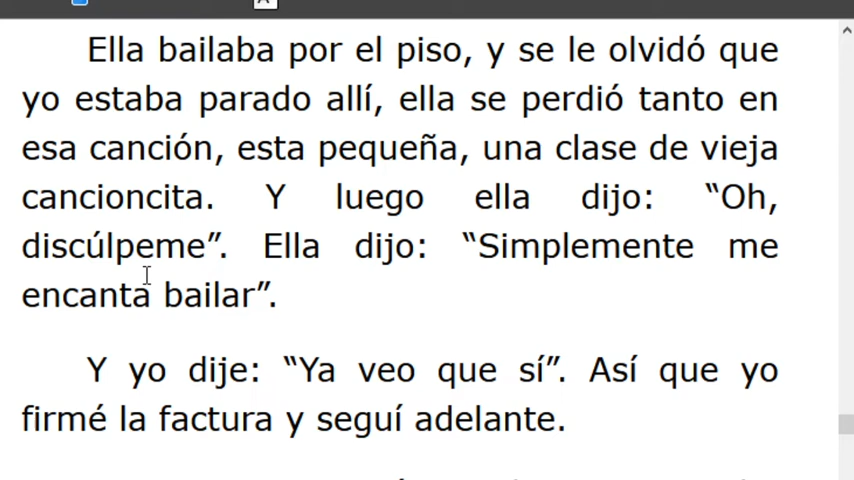 Ella bailaba por el piso, y se le olvidó que
yo estaba parado allí, ella se perdió tanto en
esa canción, esta pequeña, una clase de vieja
cancioncita. Y luego ella dijo: “Oh,
discúlpeme”. Ella dijo: “Simplemente me
encanta bailar”.
Y yo dije: “Ya veo que sí”. Así que yo
firmé la factura y seguí adelante.